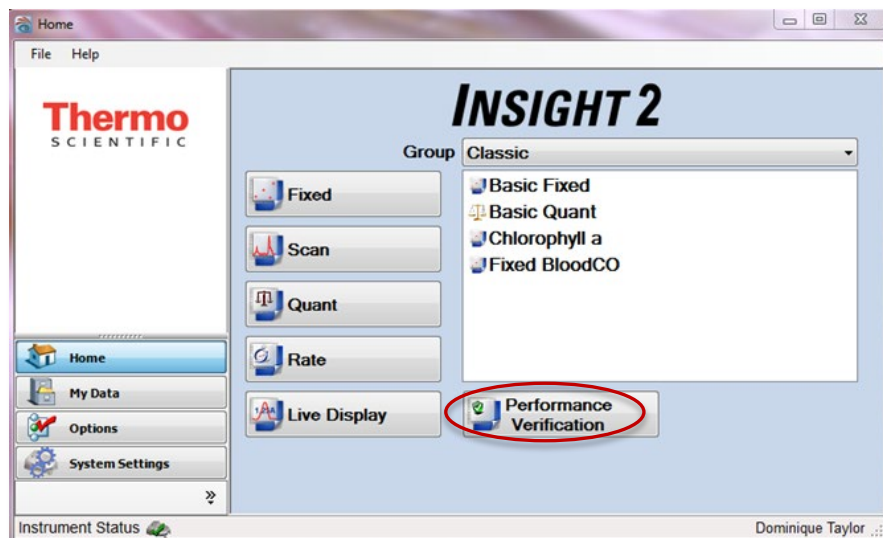 Home
File Help
Thermo
SCIENTIFIC
INSIGHT 2
Group Classic
Fixed
Scan
Quant
Rate
Live Display
Basic Fixed
Basic Quant
Chlorophyll a
Fixed BloodCO
Performance
Verification
Home
My Data
Options
System Settings
Instrument Status
Dominique Taylor